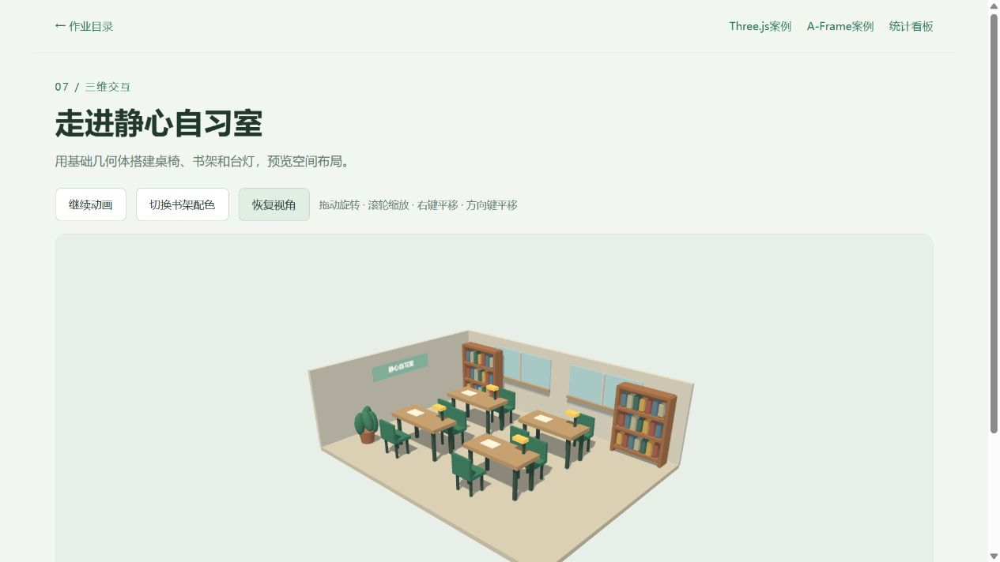 ← 作业目录
Three.js案例 A-Frame案例 统计看板
07 / 三维交互
走进静心自习室
用基础几何体搭建桌椅、书架和台灯，预览空间布局。
继续动画 切换书架配色 恢复视角 拖动旋转 · 滚轮缩放 · 右键平移 · 方向键平移
静心自习室